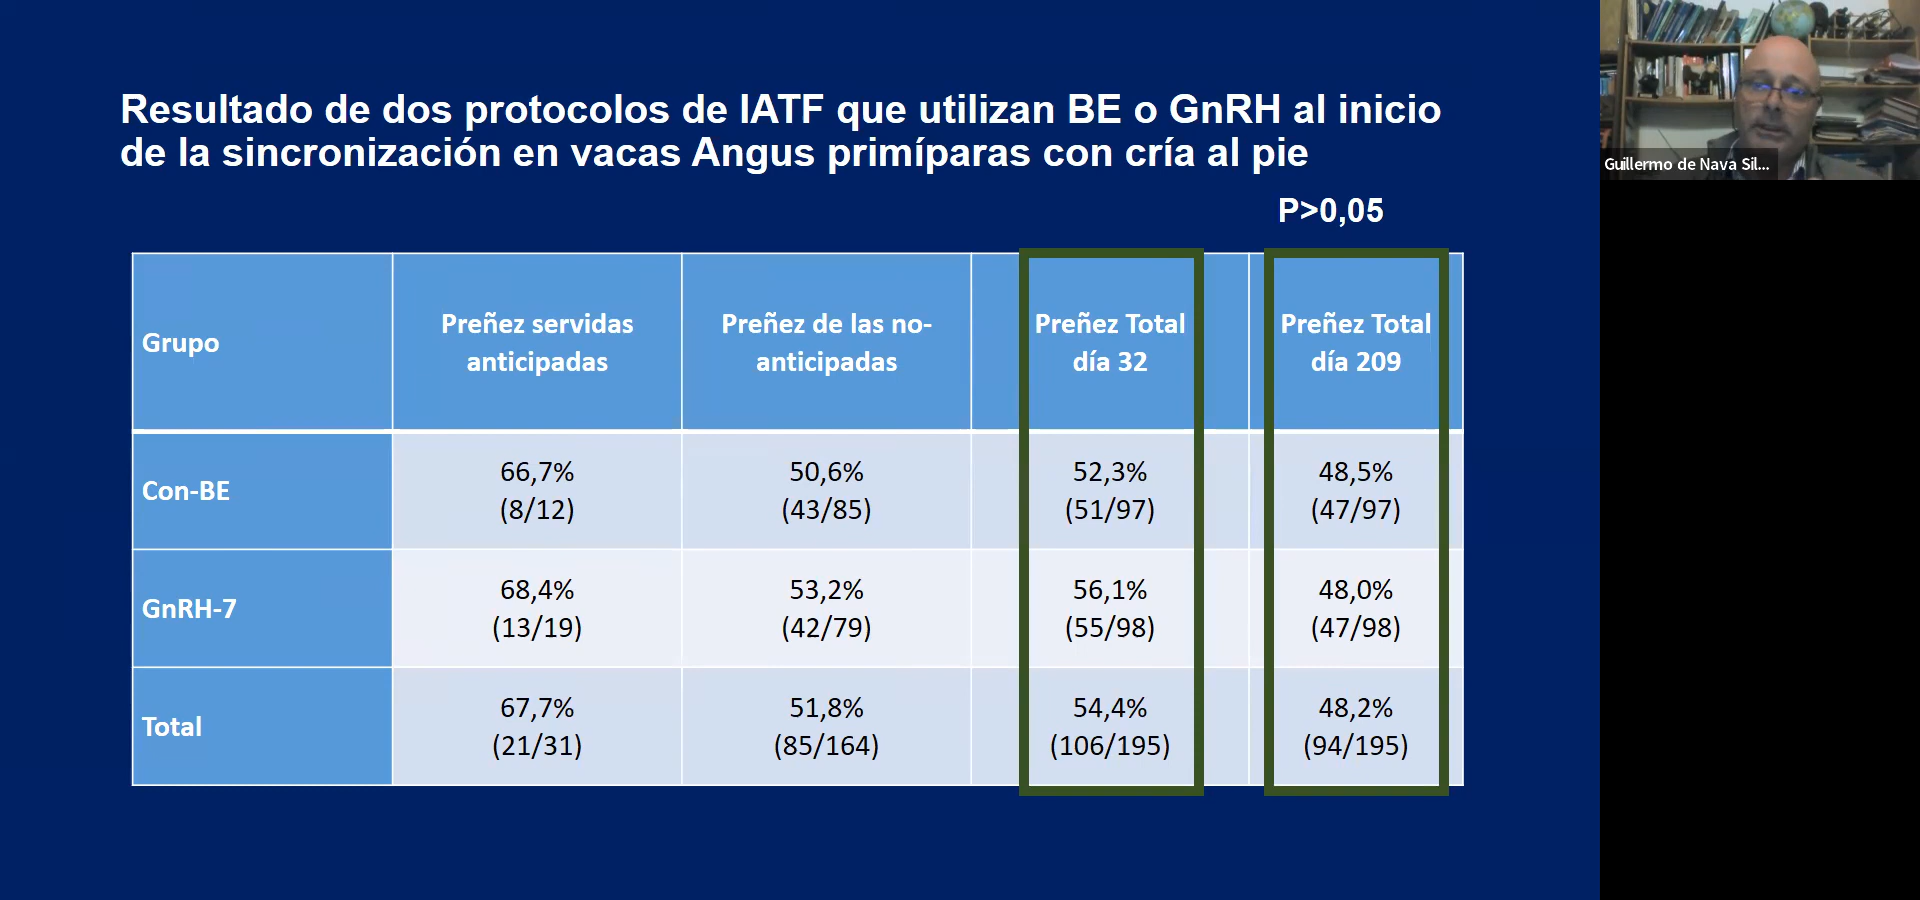 Resultado de dos protocolos de IATF que utilizan BE o GnRH al inicio
de la sincronización en vacas Angus primíparas con cría al pie
P>0,05
Grupo
Preñez servidas
anticipadas
Preñez de las no-
anticipadas
Preñez Total
día 32
Preñez Total
día 209
Con-BE
66,7%
(8/12)
50,6%
(43/85)
52,3%
(51/97)
48,5%
(47/97)
GnRH-7
68,4%
(13/19)
53,2%
(42/79)
56,1%
(55/98)
48,0%
(47/98)
Total
67,7%
(21/31)
51,8%
(85/164)
54,4%
(106/195)
48,2%
(94/195)
Guillermo de Nava Sil...